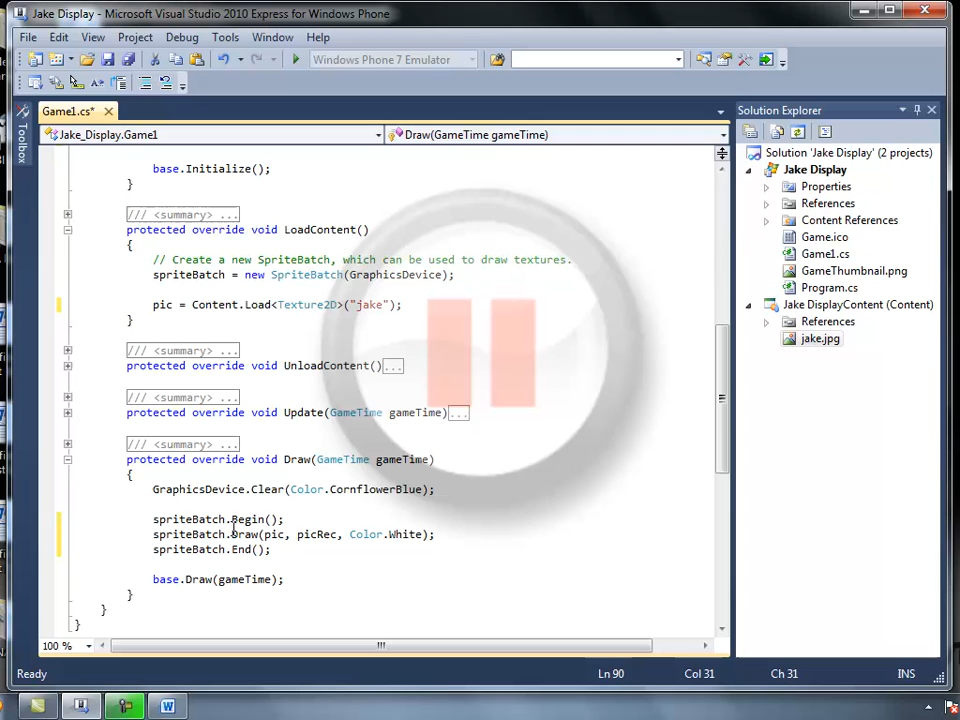 Jake Display - Microsoft Visual Studio 2010 Express for Windows Phone
File Edit View Project Debug Tools Window Help
Windows Phone 7 Emulator
Game1.cs*
Toolbox
Jake_Display.Game1
Draw(GameTime gameTime)
base.Initialize();
}
/// <summary> ...
protected override void LoadContent()
{
// Create a new SpriteBatch, which can be used to draw textures.
spriteBatch = new SpriteBatch(GraphicsDevice);
pic = Content.Load<Texture2D>("jake");
}
/// <summary> ...
protected override void UnloadContent()...
/// <summary> ...
protected override void Update(GameTime gameTime)...
/// <summary> ...
protected override void Draw(GameTime gameTime)
{
GraphicsDevice.Clear(Color.CornflowerBlue);
spriteBatch.Begin();
spriteBatch.Draw(pic, picRec, Color.White);
spriteBatch.End();
base.Draw(gameTime);
}
}
}
100 %
Solution Explorer
Solution 'Jake Display' (2 projects)
Jake Display
Properties
References
Content References
Game.ico
Game1.cs
GameThumbnail.png
Program.cs
Jake DisplayContent (Content)
References
jake.jpg
Ready
Ln 90
Col 31
Ch 31
INS